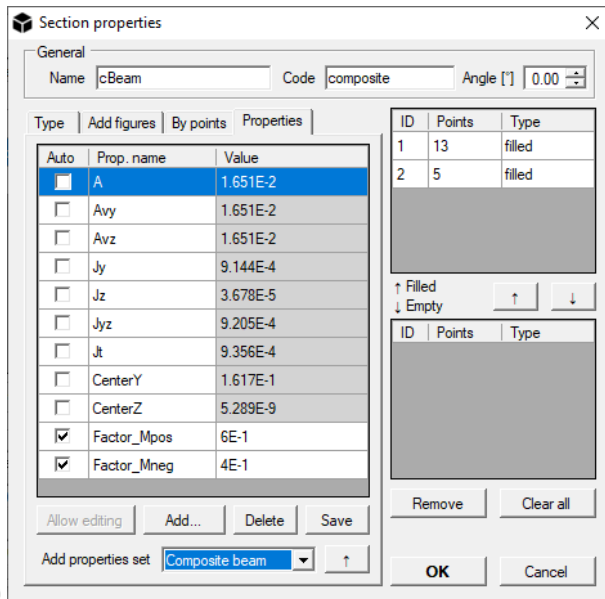 Section properties
General
Name cBeam Code composite Angle [°] 0.00
Type Add figures By points Properties
Auto Prop. name Value
A 1.651E-2
Avy 1.651E-2
Avz 1.651E-2
Jy 9.144E-4
Jz 3.678E-5
Jyz 9.205E-4
Jt 9.356E-4
CenterY 1.617E-1
CenterZ 5.289E-9
Factor_Mpos 6E-1
Factor_Mneg 4E-1
Allow editing Add... Delete Save
Add properties set Composite beam ↑
ID Points Type
1 13 filled
2 5 filled
↑ Filled
↓ Empty
↑ ↓
ID Points Type
Remove Clear all
OK Cancel